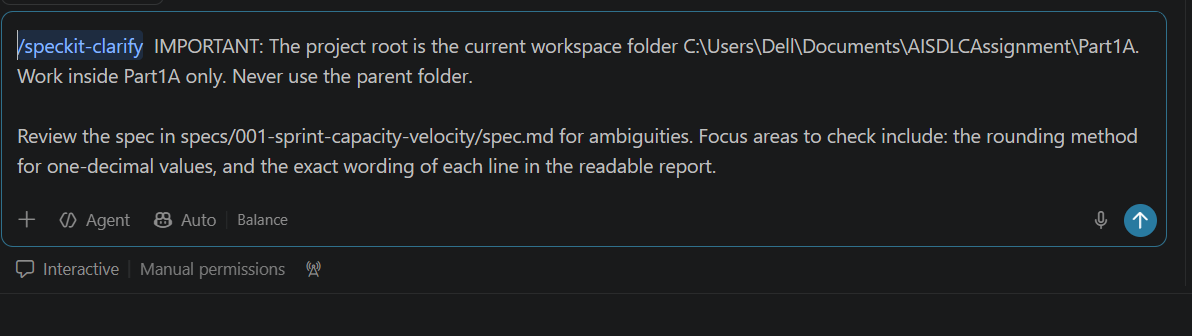 /speckit-clarify IMPORTANT: The project root is the current workspace folder C:\Users\Dell\Documents\AISDLCAssignment\Part1A.
Work inside Part1A only. Never use the parent folder.
Review the spec in specs/001-sprint-capacity-velocity/spec.md for ambiguities. Focus areas to check include: the rounding method
for one-decimal values, and the exact wording of each line in the readable report.
Agent Auto Balance
Interactive Manual permissions